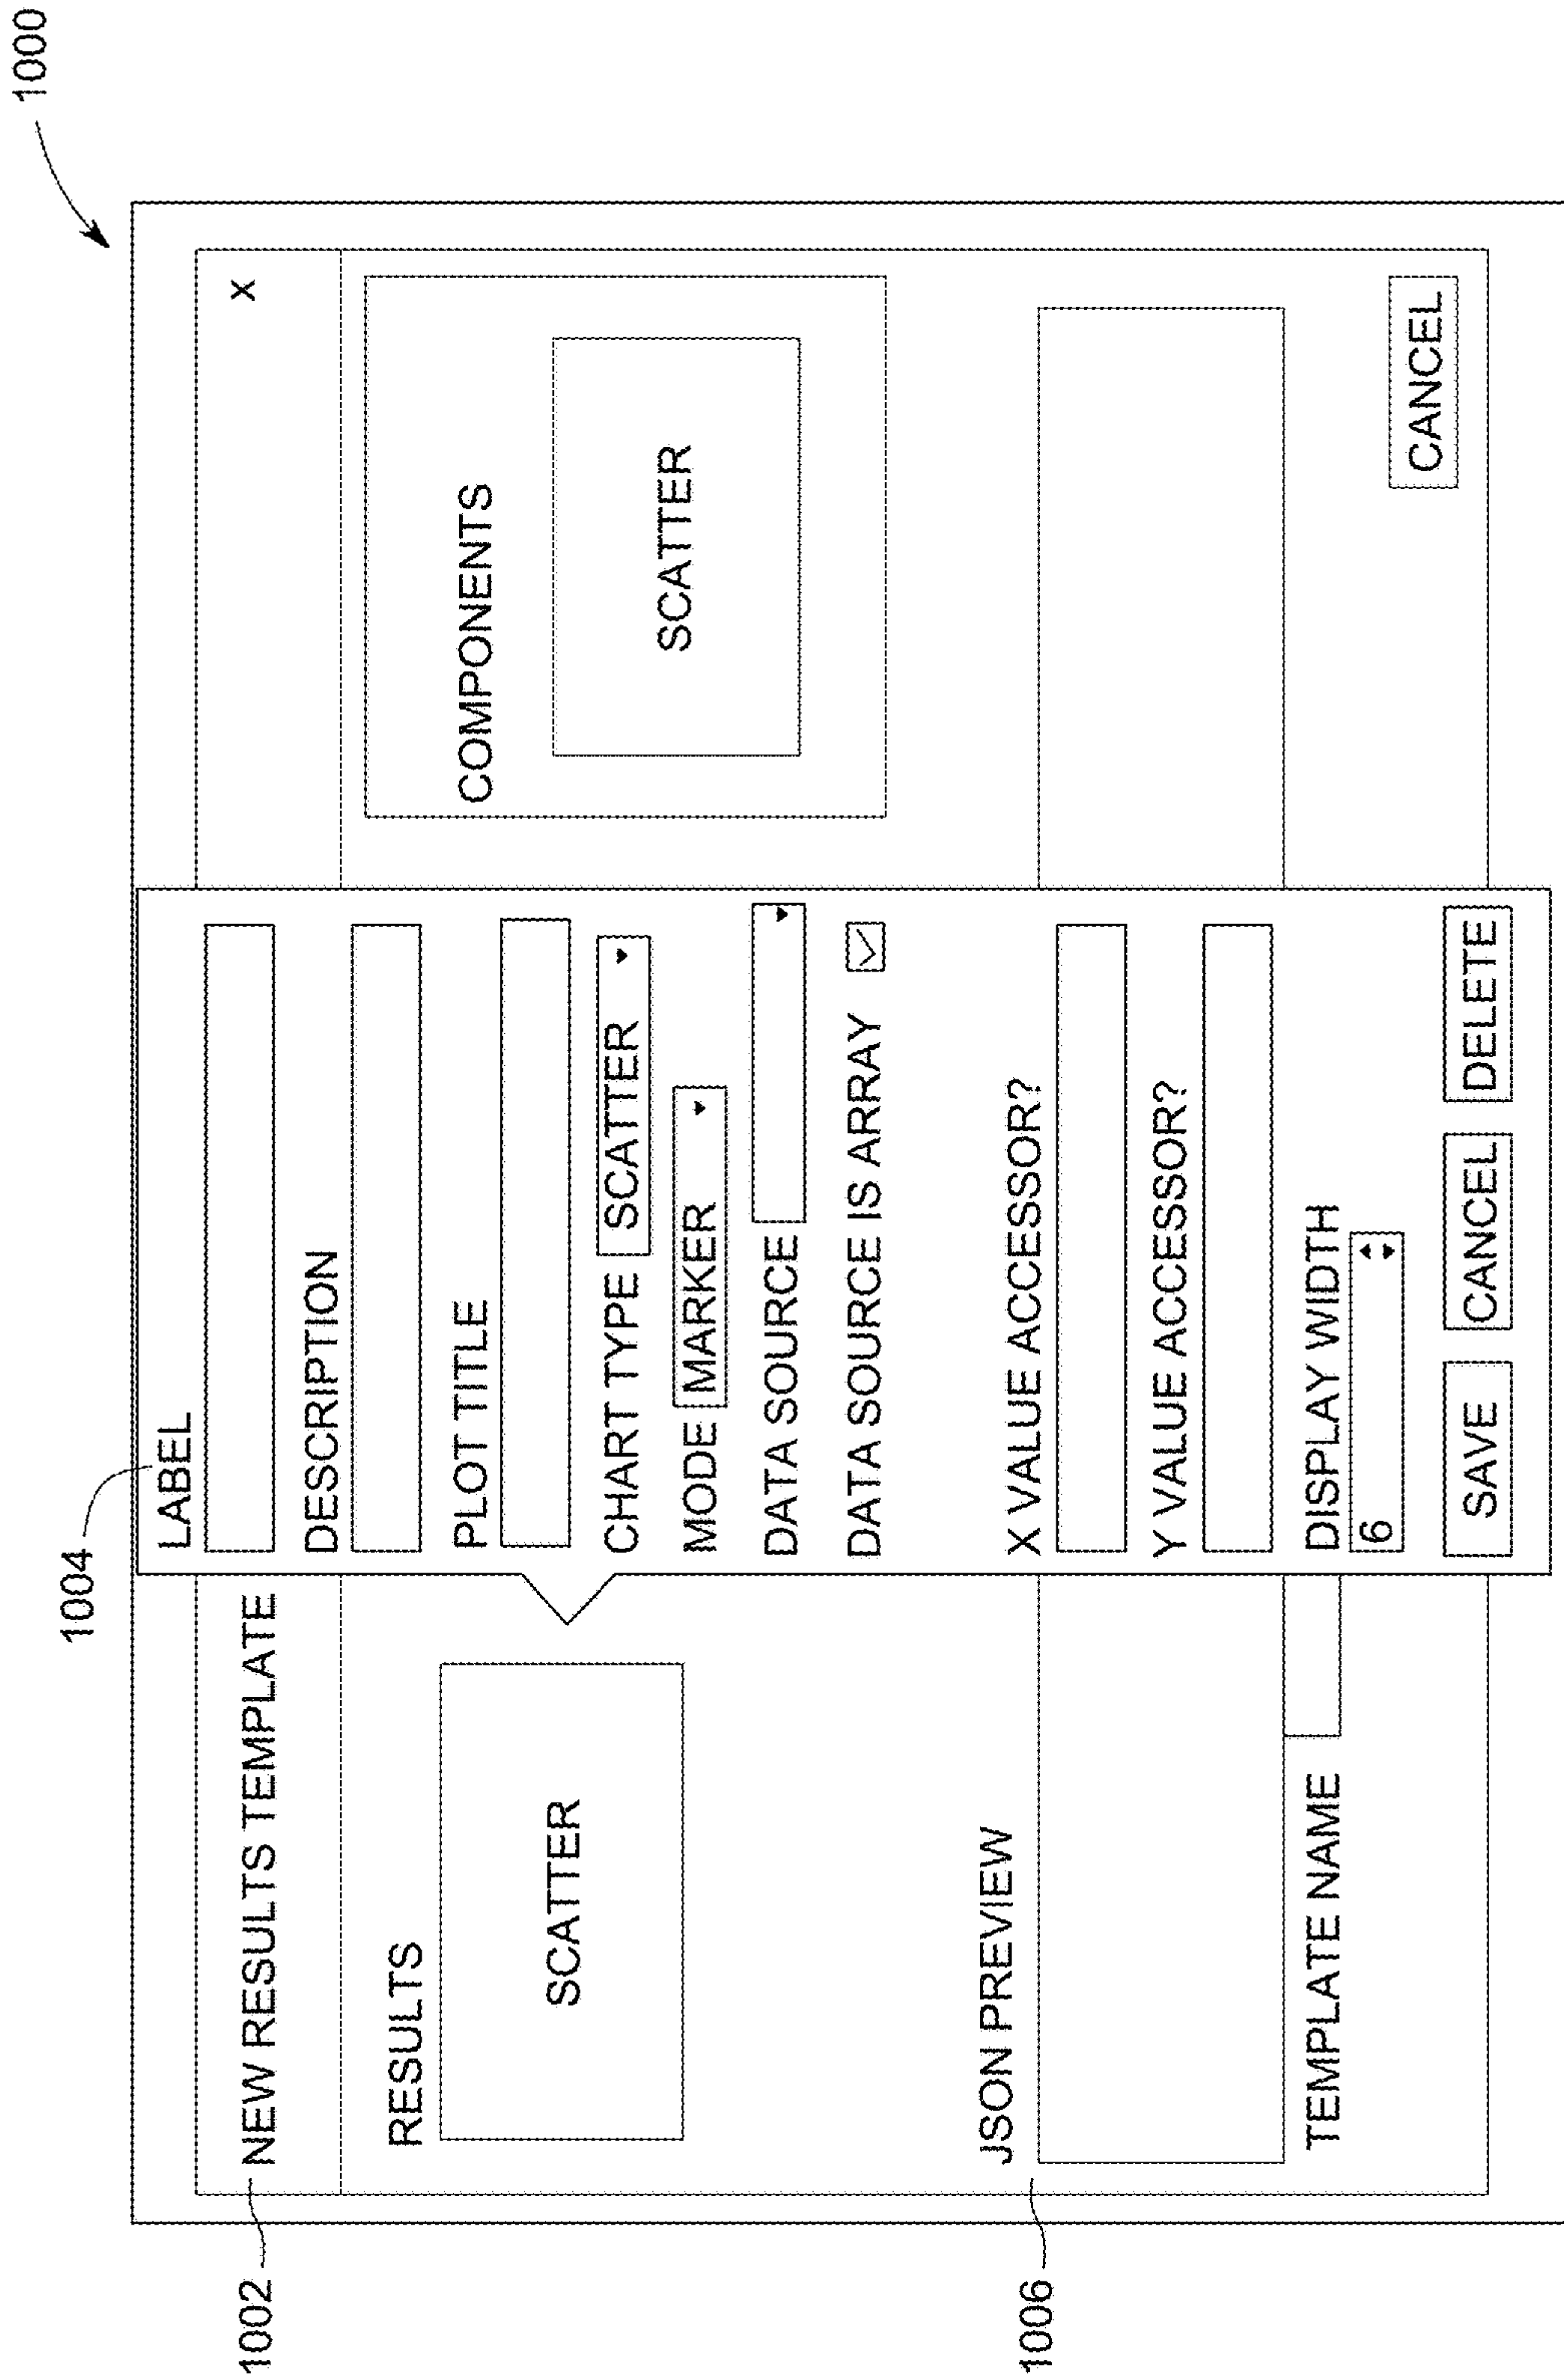 1000
1004
1002
NEW RESULTS TEMPLATE
X
RESULTS
SCATTER
LABEL
DESCRIPTION
PLOT TITLE
CHART TYPE SCATTER
MODE MARKER
DATA SOURCE
DATA SOURCE IS ARRAY
X VALUE ACCESSOR?
Y VALUE ACCESSOR?
DISPLAY WIDTH
6
SAVE CANCEL DELETE
COMPONENTS
SCATTER
1006
JSON PREVIEW
TEMPLATE NAME
CANCEL